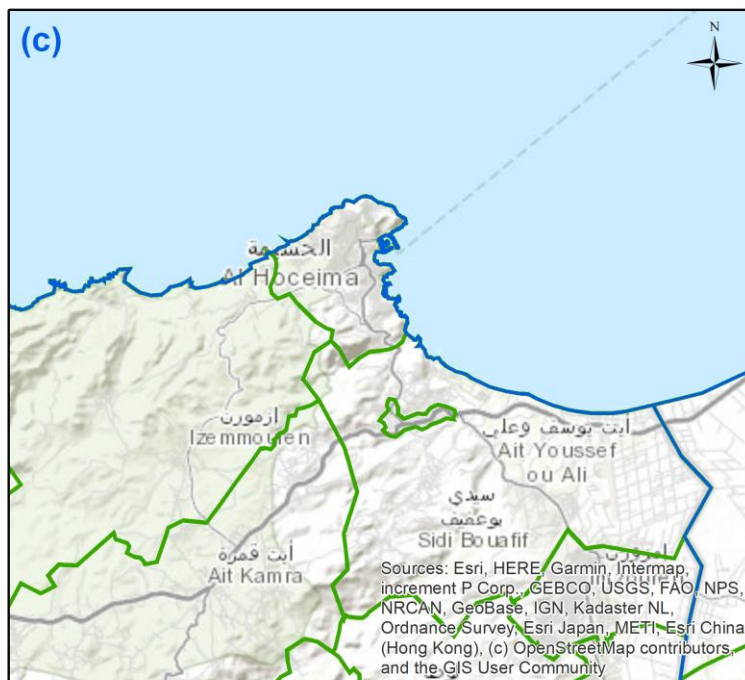 (c)
N
الحسيمة
Al Hoceima
ازمورن
Izemmouren
أيت يوسف وعلي
Ait Youssef
ou Ali
سيدي
بوعفيف
Sidi Bouafif
أيت قمرة
Ait Kamra
امزورن
Imzouren
Sources: Esri, HERE, Garmin, Intermap,
increment P Corp., GEBCO, USGS, FAO, NPS,
NRCAN, GeoBase, IGN, Kadaster NL,
Ordnance Survey, Esri Japan, METI, Esri China
(Hong Kong), (c) OpenStreetMap contributors,
and the GIS User Community